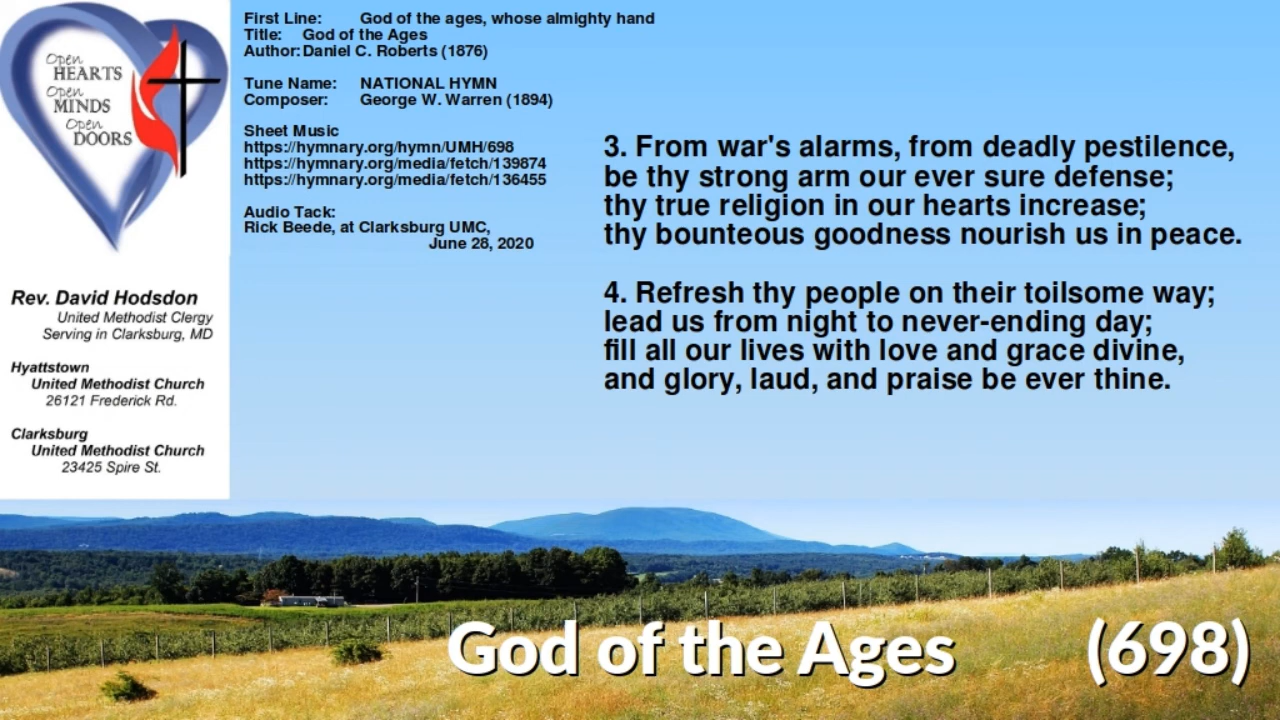 Open
HEARTS
Open
MINDS
Open
DOORS
Rev. David Hodsdon
United Methodist Clergy
Serving in Clarksburg, MD
Hyattstown
United Methodist Church
26121 Frederick Rd.
Clarksburg
United Methodist Church
23425 Spire St.
First Line: God of the ages, whose almighty hand
Title: God of the Ages
Author: Daniel C. Roberts (1876)
Tune Name: NATIONAL HYMN
Composer: George W. Warren (1894)
Sheet Music
https://hymnary.org/hymn/UMH/698
https://hymnary.org/media/fetch/139874
https://hymnary.org/media/fetch/136455
Audio Tack:
Rick Beede, at Clarksburg UMC,
June 28, 2020
3. From war's alarms, from deadly pestilence,
be thy strong arm our ever sure defense;
thy true religion in our hearts increase;
thy bounteous goodness nourish us in peace.
4. Refresh thy people on their toilsome way;
lead us from night to never-ending day;
fill all our lives with love and grace divine,
and glory, laud, and praise be ever thine.
God of the Ages (698)